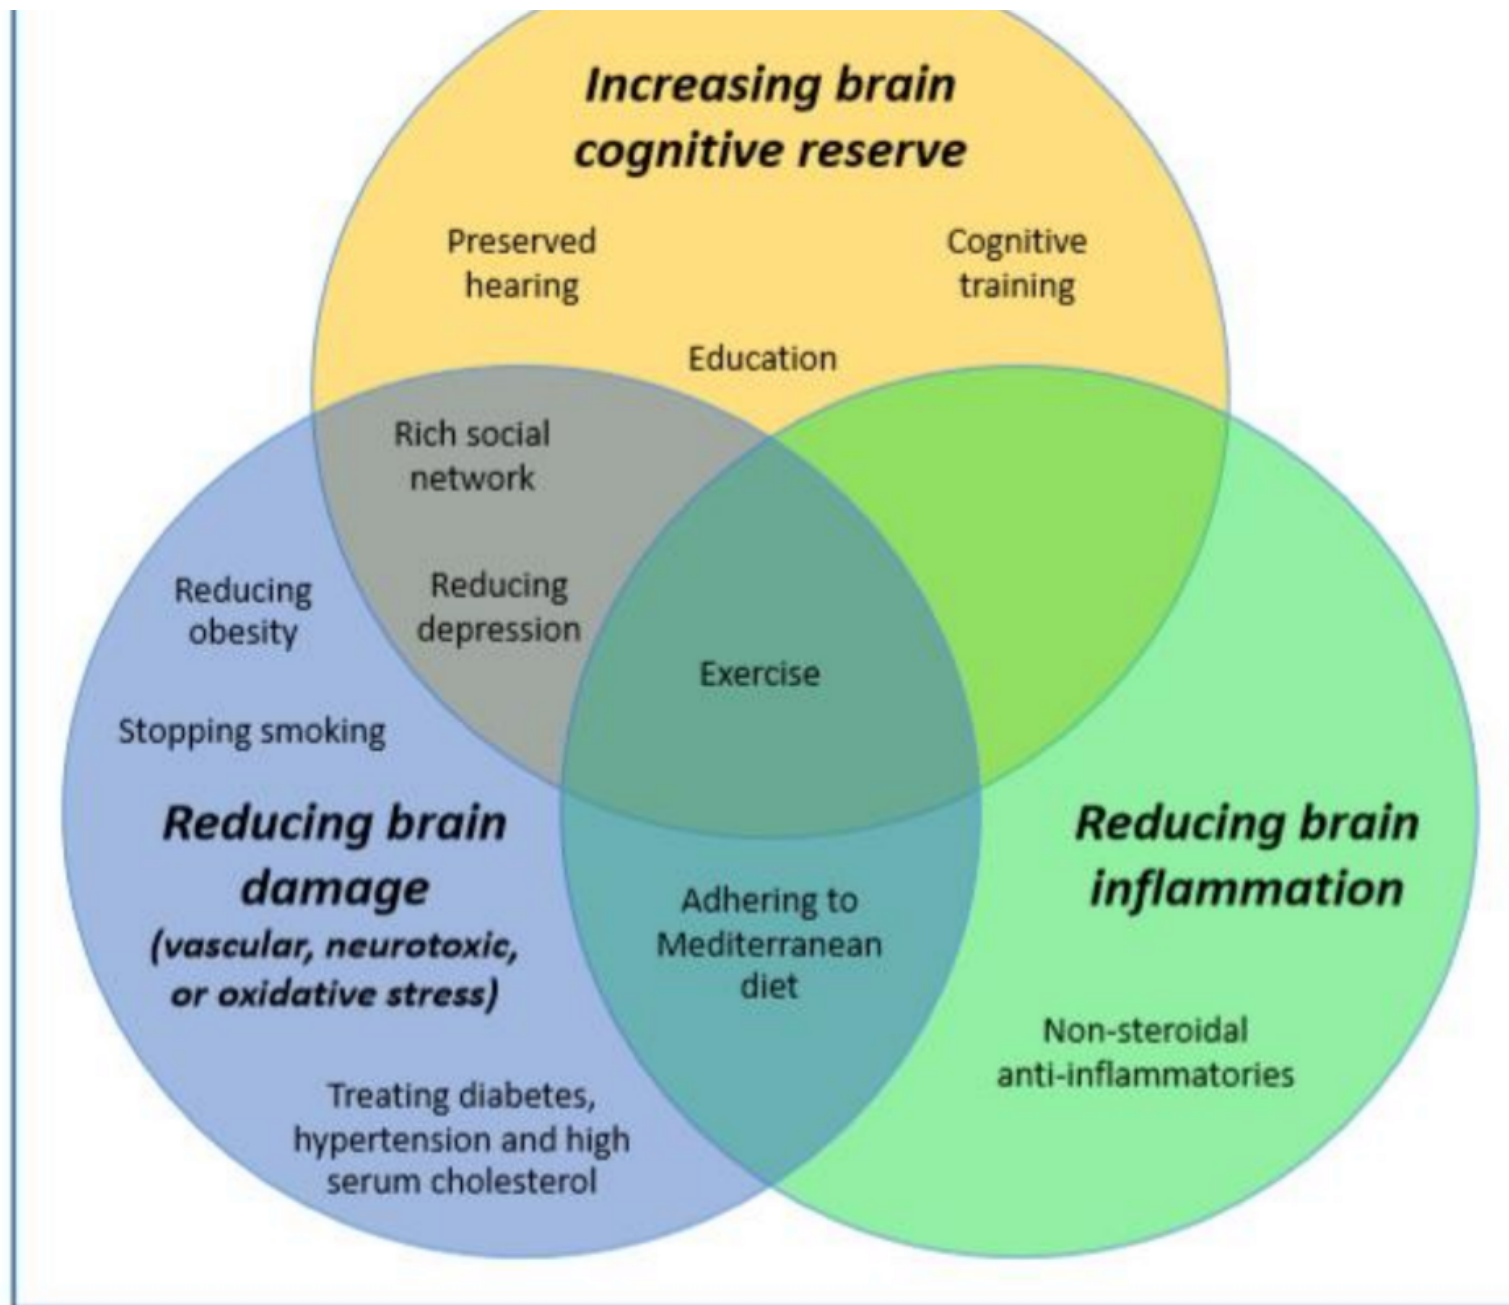 Increasing brain
cognitive reserve
Preserved
hearing
Cognitive
training
Education
Rich social
network
Reducing
obesity
Reducing
depression
Exercise
Stopping smoking
Reducing brain
damage
(vascular, neurotoxic,
or oxidative stress)
Reducing brain
inflammation
Adhering to
Mediterranean
diet
Non-steroidal
anti-inflammatories
Treating diabetes,
hypertension and high
serum cholesterol